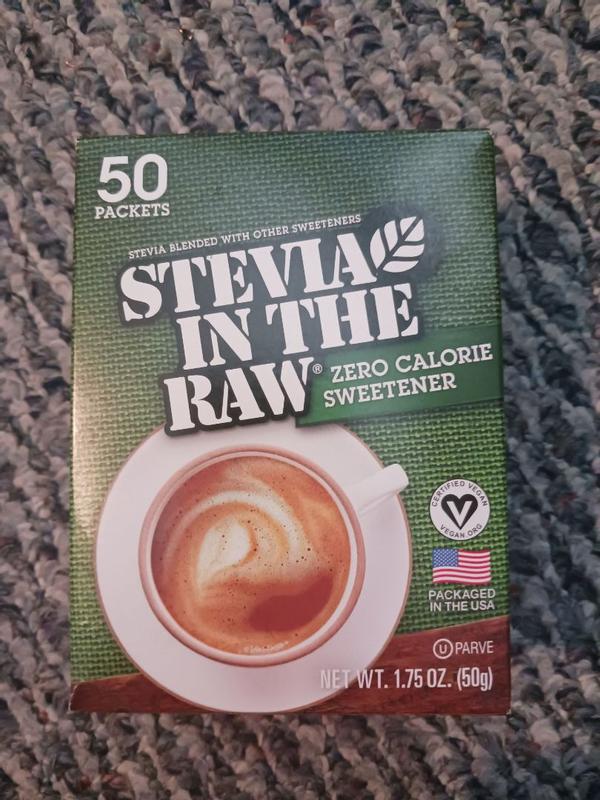 50
PACKETS
STEVIA BLENDED WITH OTHER SWEETENERS
STEVIA
IN THE
RAW®
ZERO CALORIE
SWEETENER
CERTIFIED VEGAN
VEGAN.ORG
PACKAGED
IN THE USA
U PARVE
NET WT. 1.75 OZ. (50g)